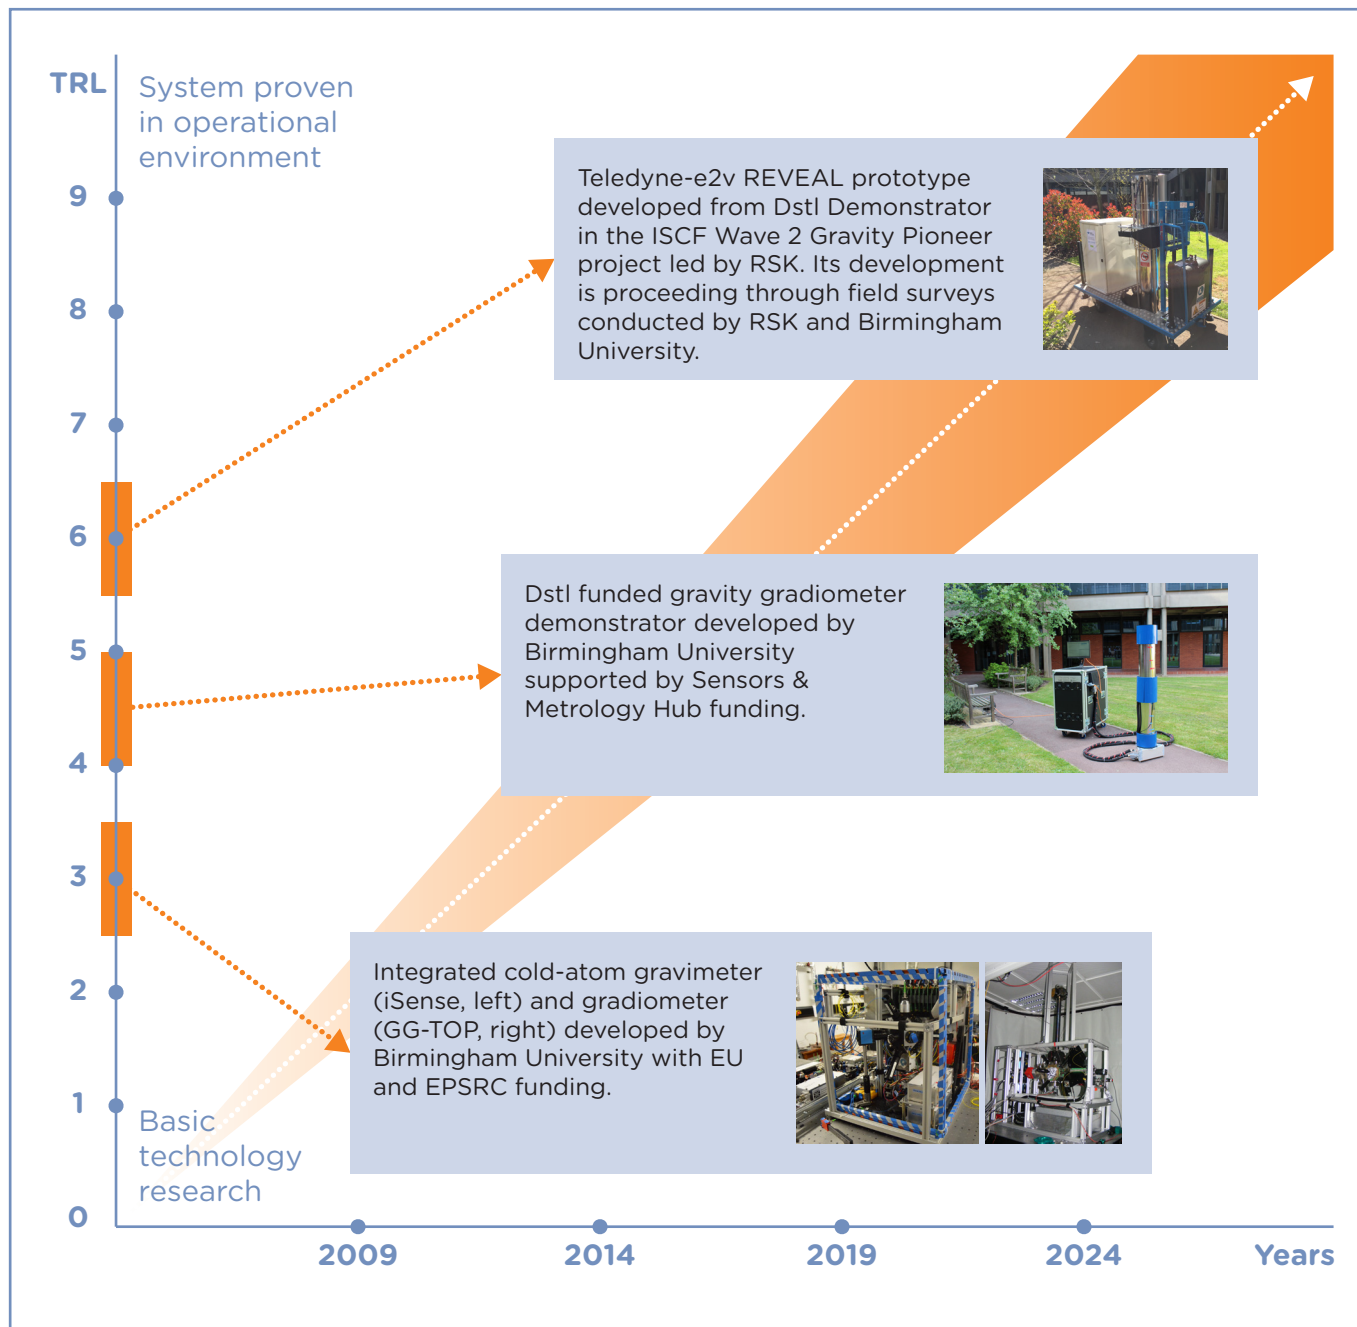 TRL
System proven
in operational
environment
9
8
7
6
5
4
3
2
1
0
Teledyne-e2v REVEAL prototype
developed from Dstl Demonstrator
in the ISCF Wave 2 Gravity Pioneer
project led by RSK. Its development
is proceeding through field surveys
conducted by RSK and Birmingham
University.
Dstl funded gravity gradiometer
demonstrator developed by
Birmingham University
supported by Sensors &
Metrology Hub funding.
Integrated cold-atom gravimeter
(iSense, left) and gradiometer
(GG-TOP, right) developed by
Birmingham University with EU
and EPSRC funding.
Basic
technology
research
2009
2014
2019
2024
Years